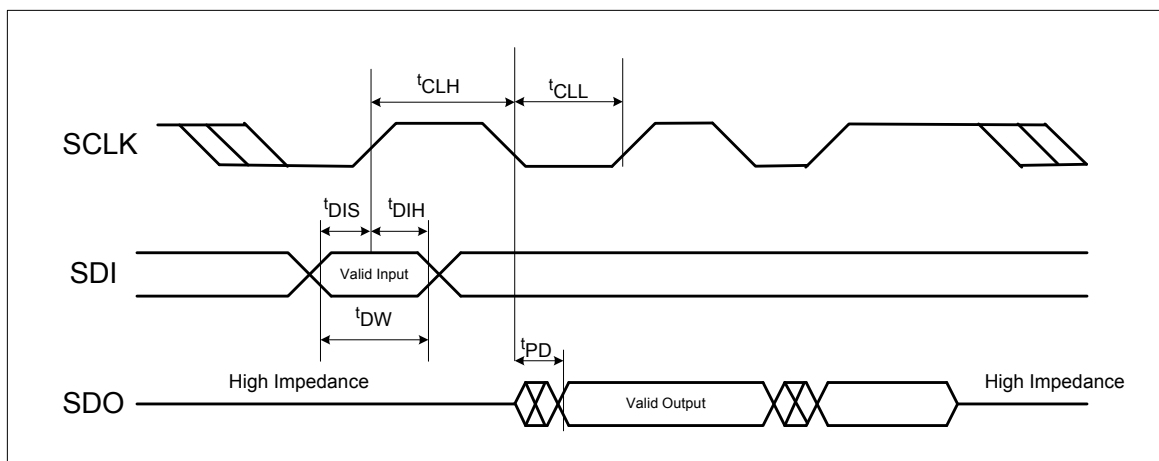 tCLH
tCLL
SCLK
tDIS
tDIH
SDI
Valid Input
tDW
tPD
High Impedance
High Impedance
SDO
Valid Output